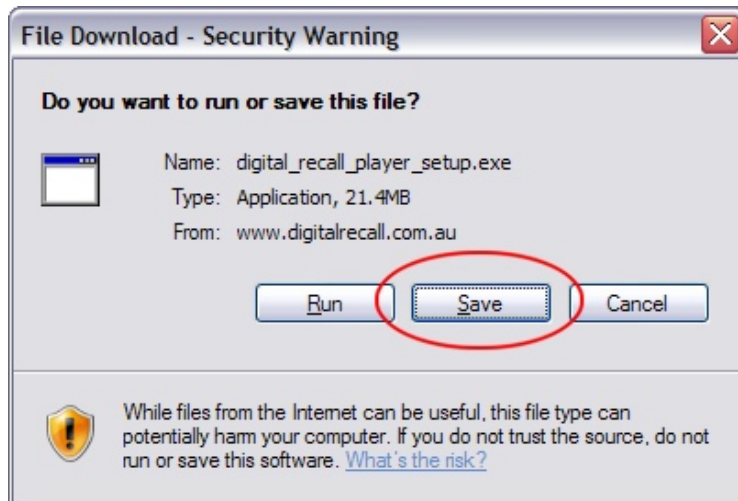 File Download - Security Warning
Do you want to run or save this file?
Name: digital_recall_player_setup.exe
Type: Application, 21.4MB
From: www.digitalrecall.com.au
Run Save Cancel
While files from the Internet can be useful, this file type can
potentially harm your computer. If you do not trust the source, do not
run or save this software. What's the risk?